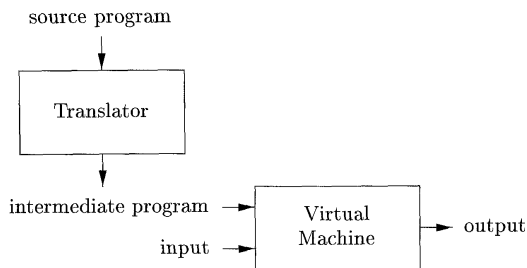 source program
Translator
intermediate program
input
Virtual
Machine
output